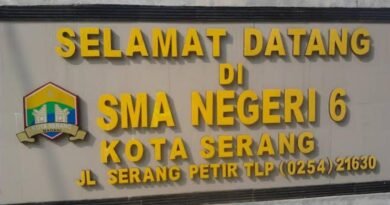 SELAMAT DATANG
DI
SMA NEGERI 6
KOTA SERANG
JL SERANG PETIR TLP (0254) 21630